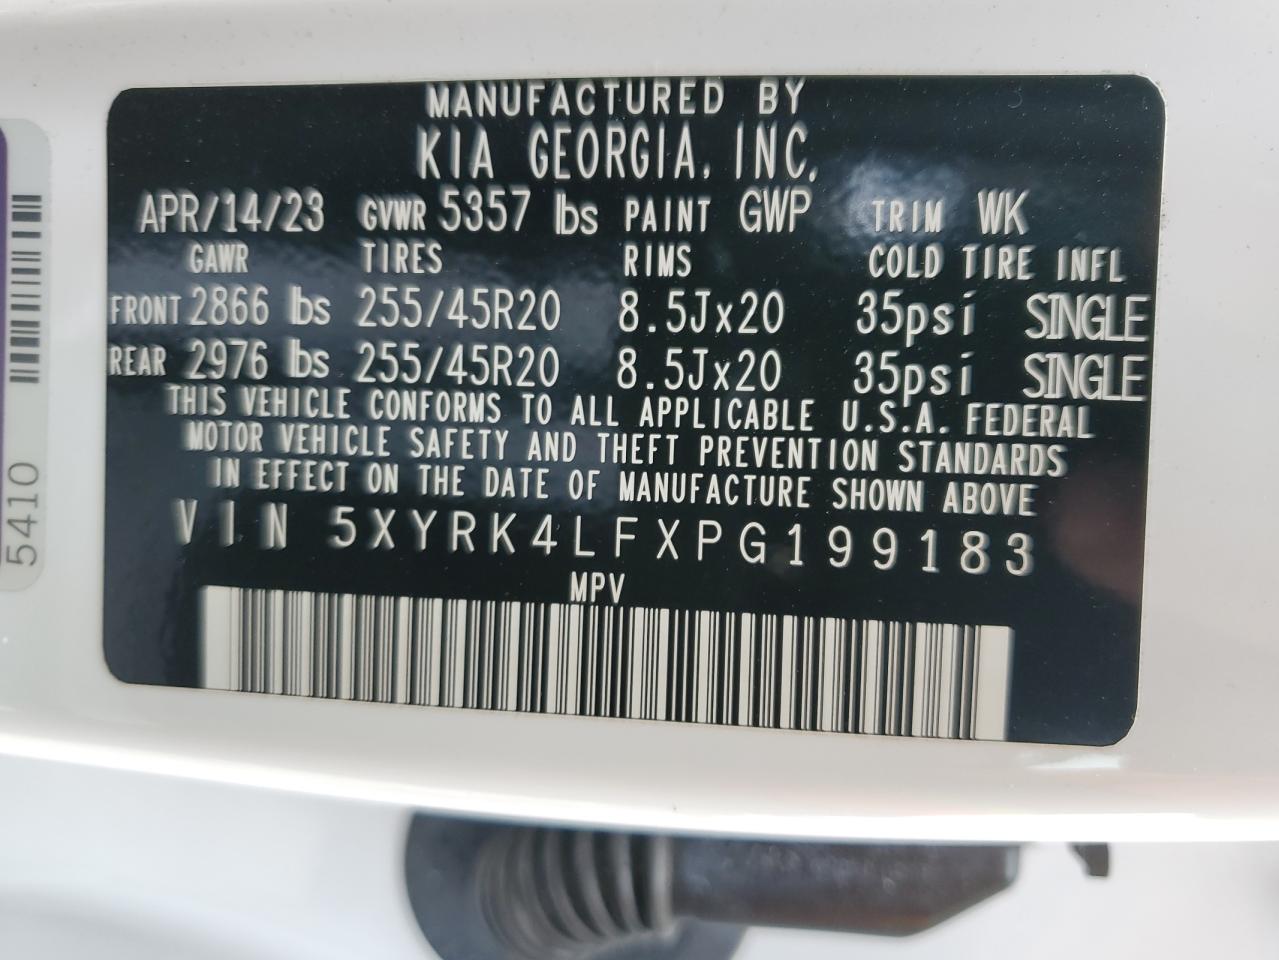 MANUFACTURED BY
KIA GEORGIA, INC.
APR/14/23 GVWR 5357 lbs PAINT GWP TRIM WK
GAWR TIRES RIMS COLD TIRE INFL
FRONT 2866 lbs 255/45R20 8.5Jx20 35psi SINGLE
REAR 2976 lbs 255/45R20 8.5Jx20 35psi SINGLE
THIS VEHICLE CONFORMS TO ALL APPLICABLE U.S.A. FEDERAL
MOTOR VEHICLE SAFETY AND THEFT PREVENTION STANDARDS
IN EFFECT ON THE DATE OF MANUFACTURE SHOWN ABOVE
VIN 5XYRK4LFXPG199183
MPV
5410